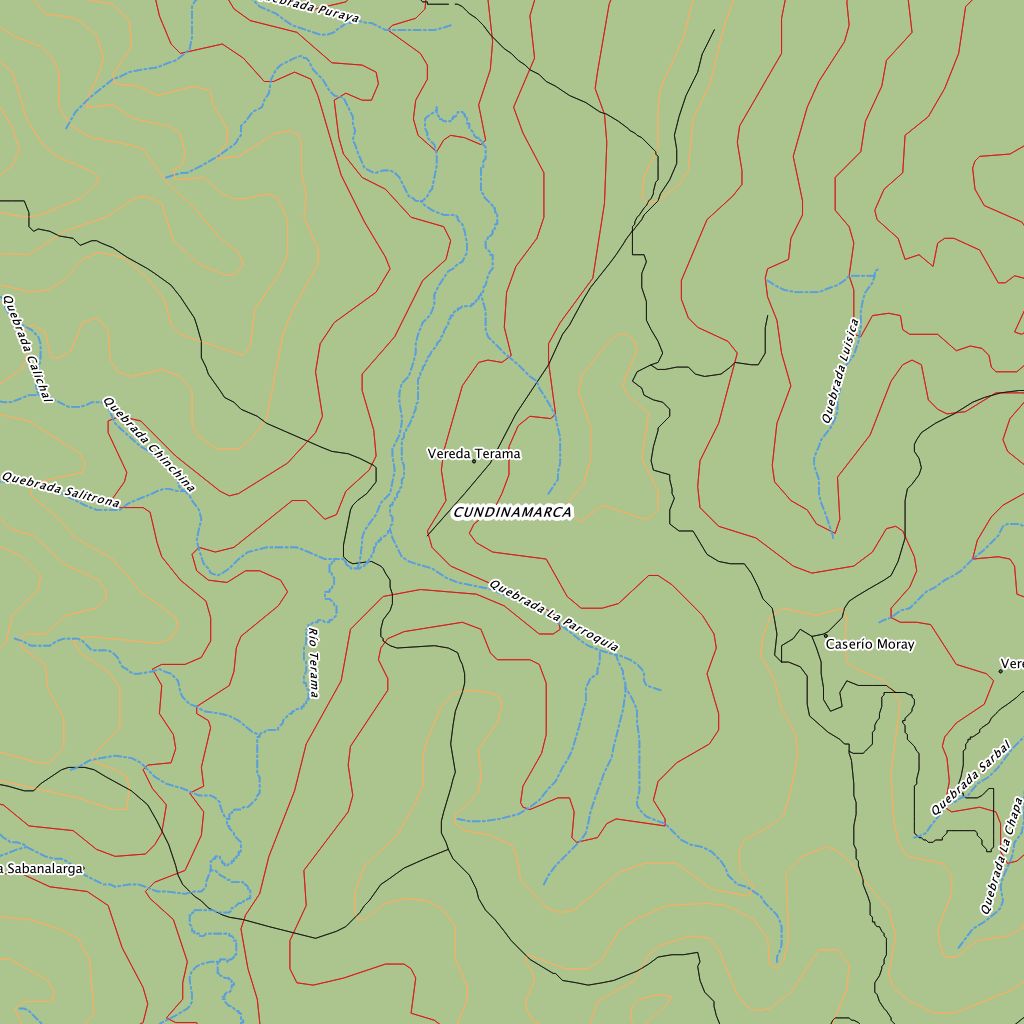 Quebrada Puraya
Quebrada Calichal
Quebrada Luisica
Quebrada Chinchina
Vereda Terama
Quebrada Salitrona
CUNDINAMARCA
Quebrada La Parroquia
Río Terama
Caserío Moray
Vere
Quebrada Sarbal
Quebrada La Chapa
a Sabanalarga